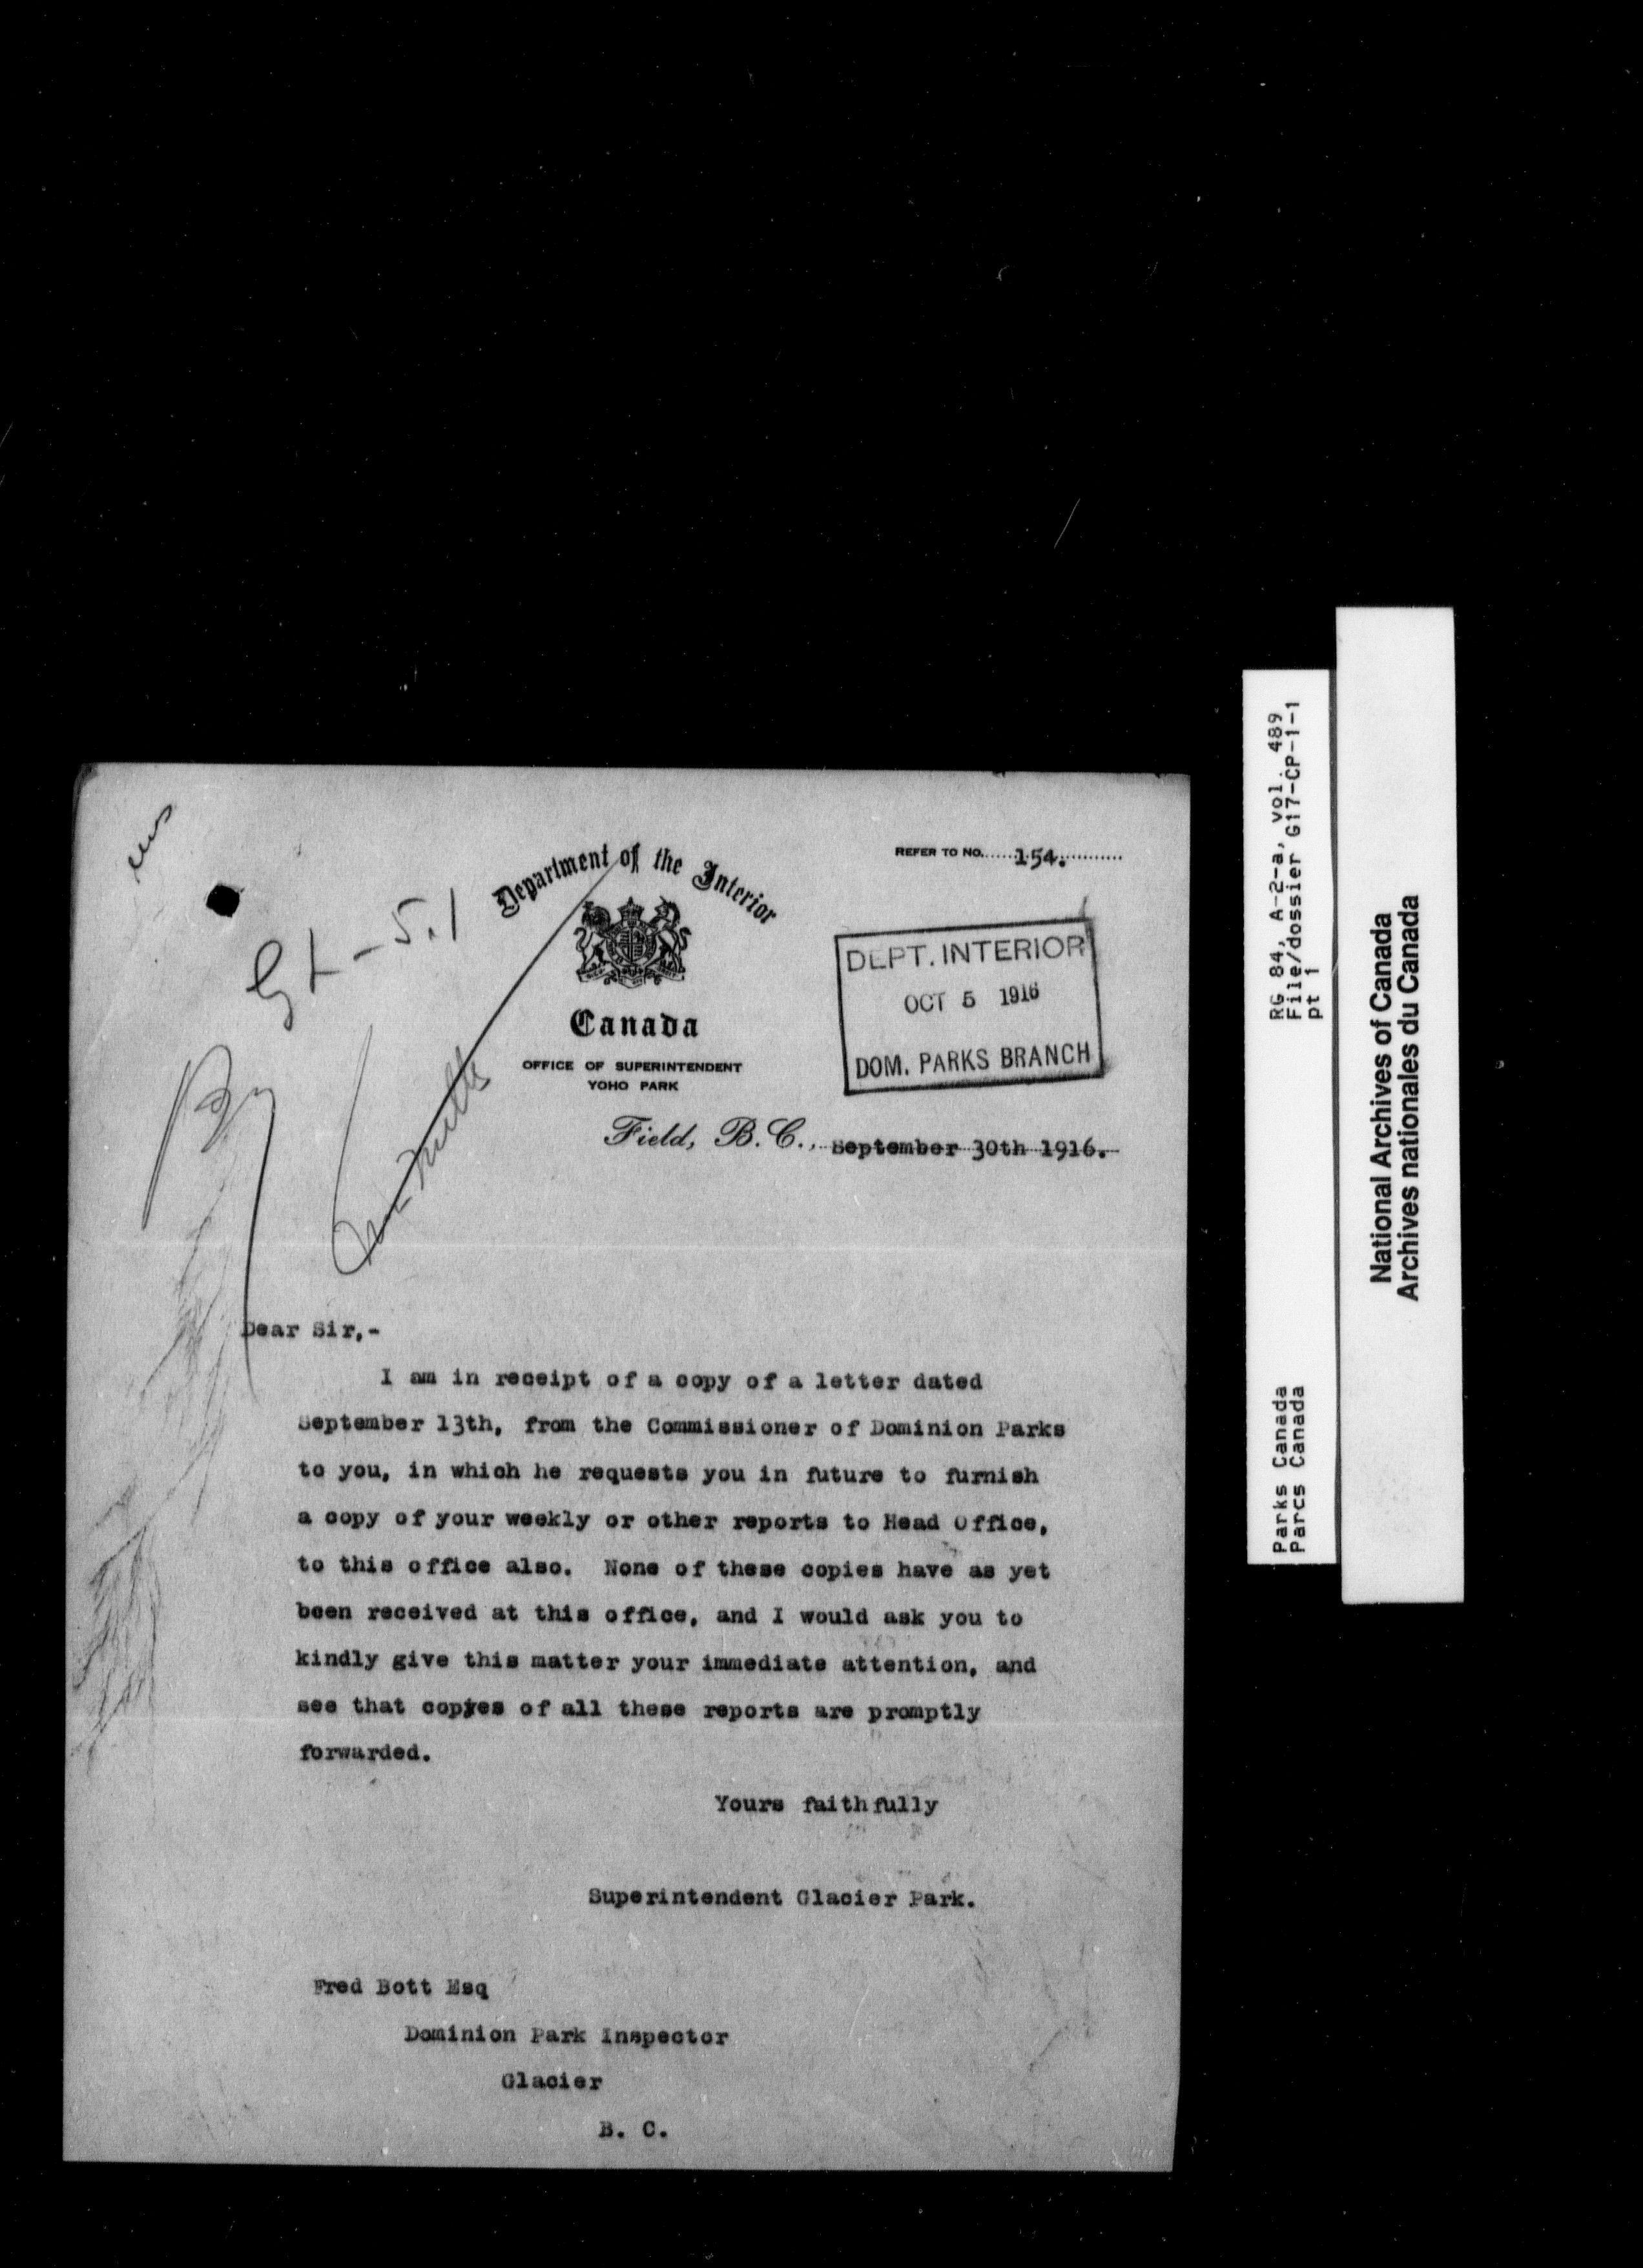 Department of the Interior
REFER TO NO. 154.
Gt - 5.1
DEPT. INTERIOR
OCT 5 1916
DOM. PARKS BRANCH
Canada
OFFICE OF SUPERINTENDENT
YOHO PARK
Field, B.C., September 30th 1916.
Dear Sir,-
I am in receipt of a copy of a letter dated
September 13th, from the Commissioner of Dominion Parks
to you, in which he requests you in future to furnish
a copy of your weekly or other reports to Head Office,
to this office also. None of these copies have as yet
been received at this office, and I would ask you to
kindly give this matter your immediate attention, and
see that copyes of all these reports are promptly
forwarded.
Yours faithfully
Superintendent Glacier Park.
Fred Bott Esq
Dominion Park Inspector
Glacier
B. C.
RG 84, A-2-a, vol. 489
File/dossier G17-CP-1-1
pt 1
Parks Canada
Parcs Canada
National Archives of Canada
Archives nationales du Canada